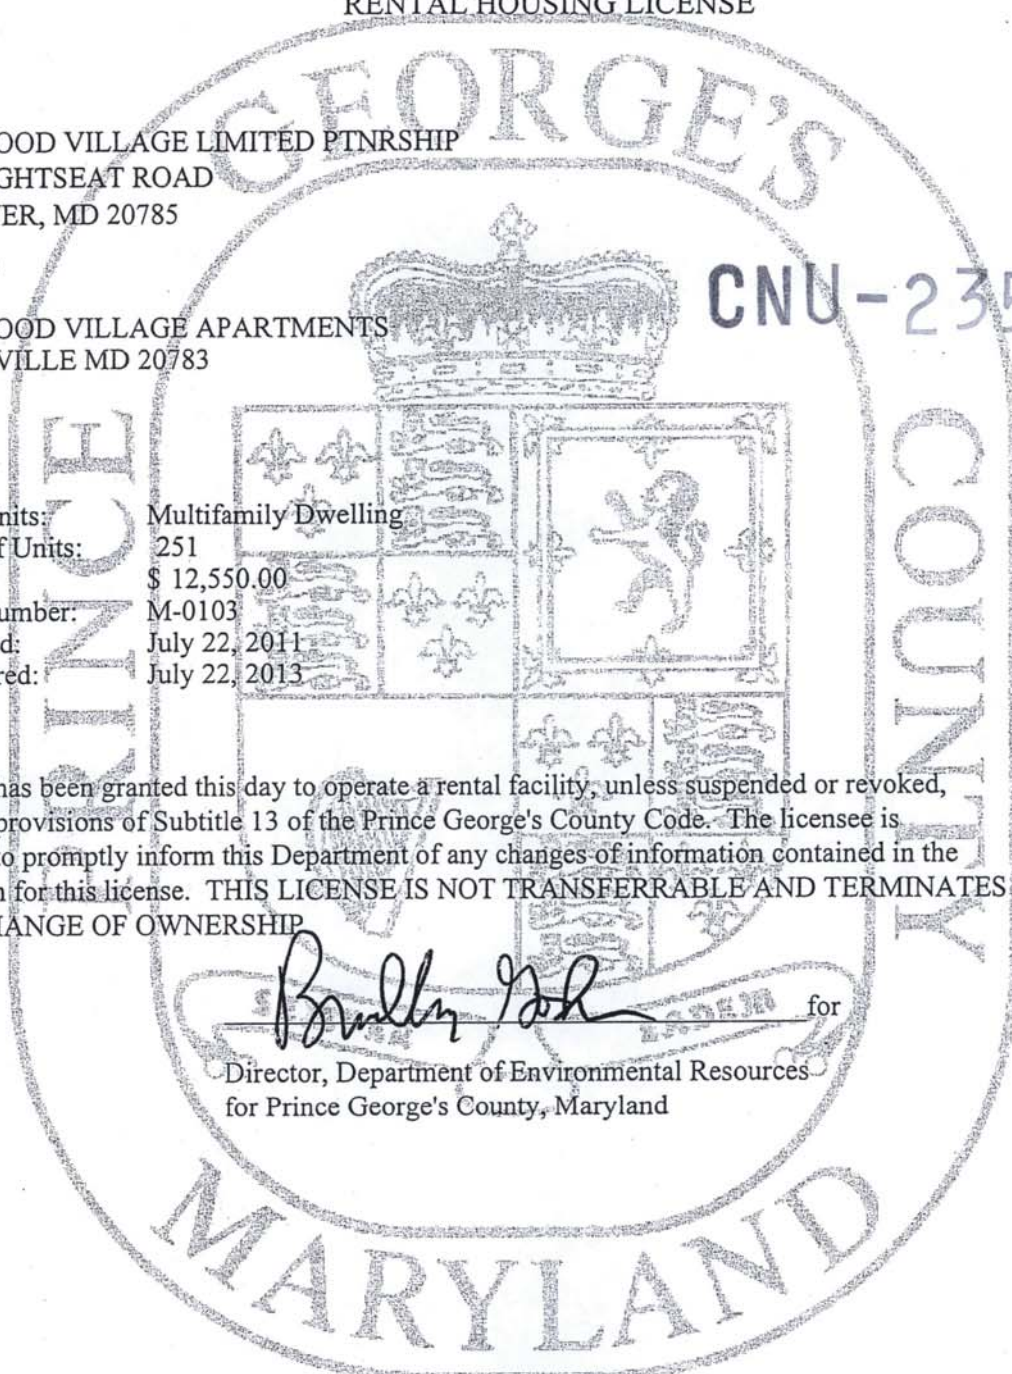 RENTAL HOUSING LICENSE
GEORGE'S
OOD VILLAGE LIMITED PTNRSHIP
GHTSEAT ROAD
ER, MD 20785
CNU-235
OOD VILLAGE APARTMENTS
VILLE MD 20783
PRINCE
COUNTY
nits: Multifamily Dwelling
f Units: 251
$ 12,550.00
umber: M-0103
d: July 22, 2011
red: July 22, 2013
has been granted this day to operate a rental facility, unless suspended or revoked,
provisions of Subtitle 13 of the Prince George's County Code. The licensee is
o promptly inform this Department of any changes of information contained in the
n for this license. THIS LICENSE IS NOT TRANSFERRABLE AND TERMINATES
HANGE OF OWNERSHIP
for
Director, Department of Environmental Resources
for Prince George's County, Maryland
MARYLAND